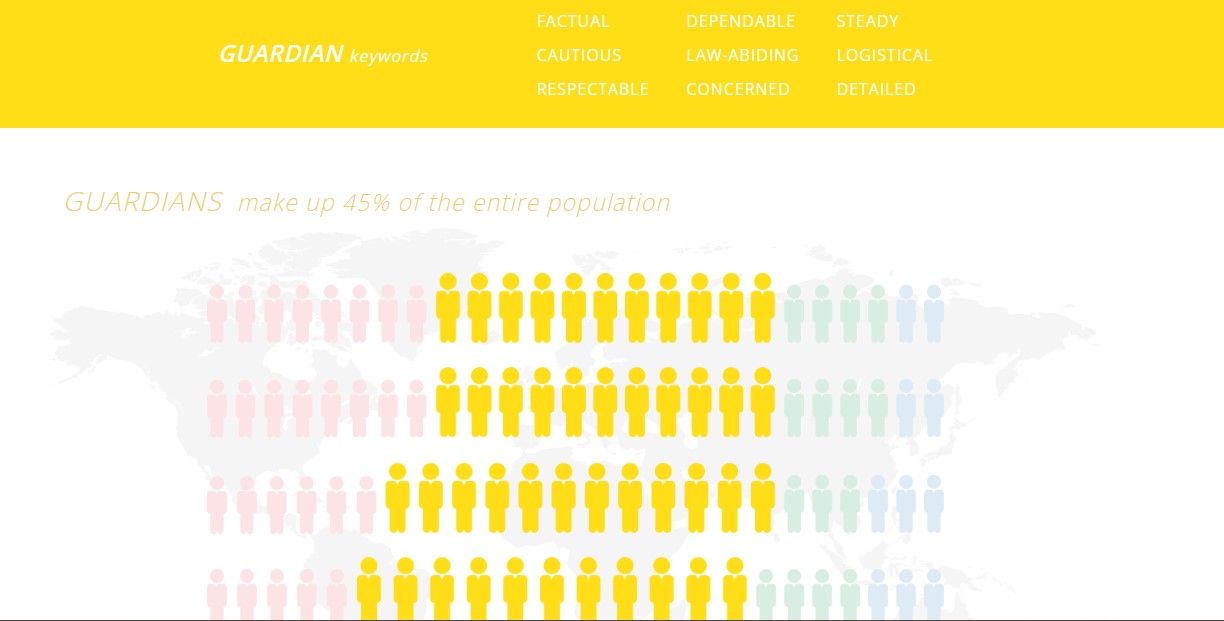 GUARDIAN keywords
FACTUAL DEPENDABLE STEADY
CAUTIOUS LAW-ABIDING LOGISTICAL
RESPECTABLE CONCERNED DETAILED
GUARDIANS make up 45% of the entire population